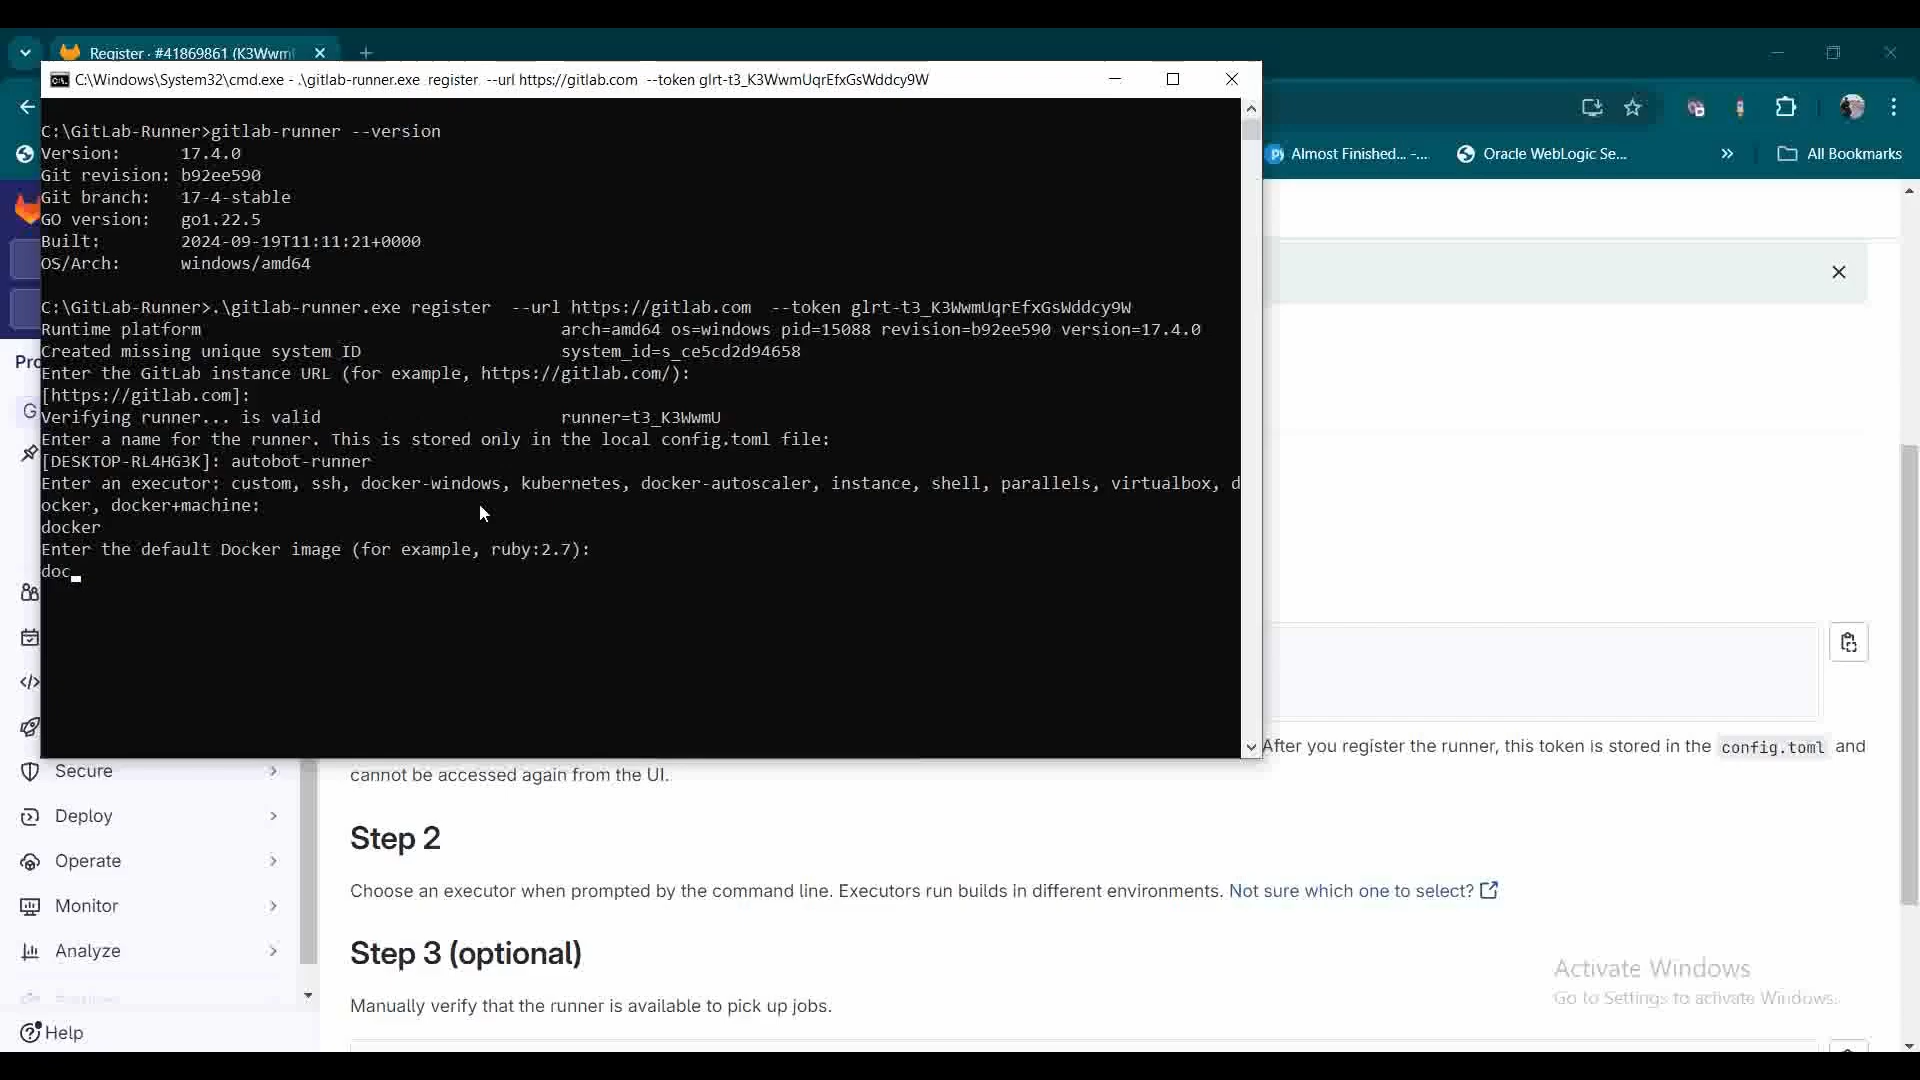 Register · #41869861 (K3Wwm
C:\Windows\System32\cmd.exe - .\gitlab-runner.exe register --url https://gitlab.com --token glrt-t3_K3WwmUqrEfxGsWddcy9W
C:\GitLab-Runner>gitlab-runner --version
Version: 17.4.0
Git revision: b92ee590
Git branch: 17-4-stable
GO version: go1.22.5
Built: 2024-09-19T11:11:21+0000
OS/Arch: windows/amd64
C:\GitLab-Runner>.\gitlab-runner.exe register --url https://gitlab.com --token glrt-t3_K3WwmUqrEfxGsWddcy9W
Runtime platform arch=amd64 os=windows pid=15088 revision=b92ee590 version=17.4.0
Created missing unique system ID system_id=s_ce5cd2d94658
Enter the GitLab instance URL (for example, https://gitlab.com/):
[https://gitlab.com]:
Verifying runner... is valid runner=t3_K3WwmU
Enter a name for the runner. This is stored only in the local config.toml file:
[DESKTOP-RL4HG3K]: autobot-runner
Enter an executor: custom, ssh, docker-windows, kubernetes, docker-autoscaler, instance, shell, parallels, virtualbox, d
ocker, docker+machine:
docker
Enter the default Docker image (for example, ruby:2.7):
doc
Almost Finished... -...
Oracle WebLogic Se...
All Bookmarks
Pro
G
Secure
Deploy
Operate
Monitor
Analyze
Help
After you register the runner, this token is stored in the config.toml and
cannot be accessed again from the UI.
Step 2
Choose an executor when prompted by the command line. Executors run builds in different environments. Not sure which one to select?
Step 3 (optional)
Manually verify that the runner is available to pick up jobs.
Activate Windows
Go to Settings to activate Windows.